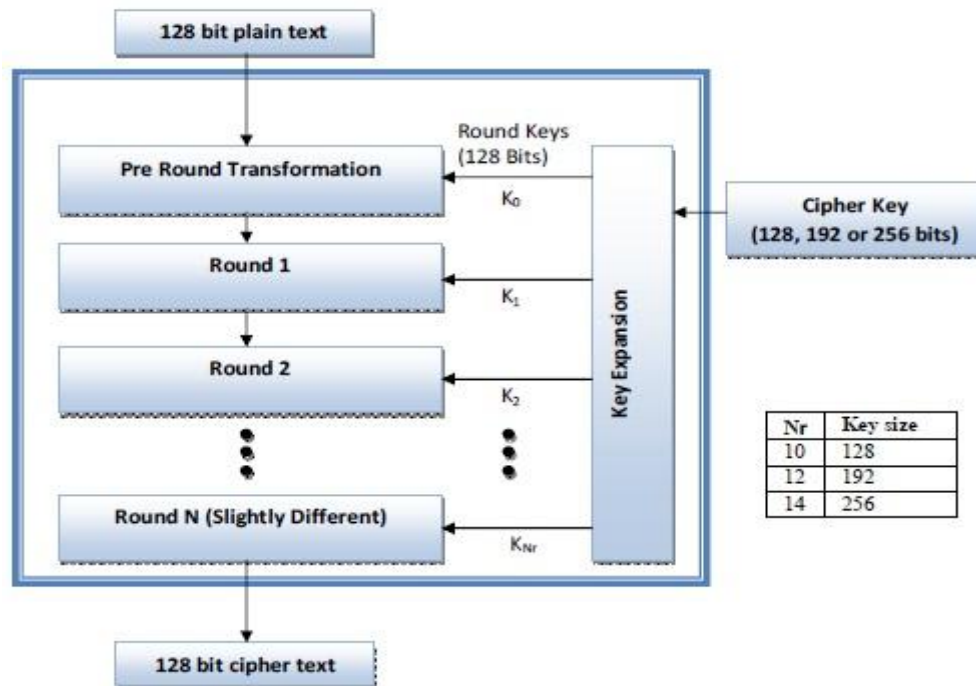 128 bit plain text
Round Keys
(128 Bits)
Pre Round Transformation
K0
Cipher Key
(128, 192 or 256 bits)
Round 1
K1
Key Expansion
Round 2
K2
Nr Key size
10 128
12 192
14 256
Round N (Slightly Different)
KNr
128 bit cipher text